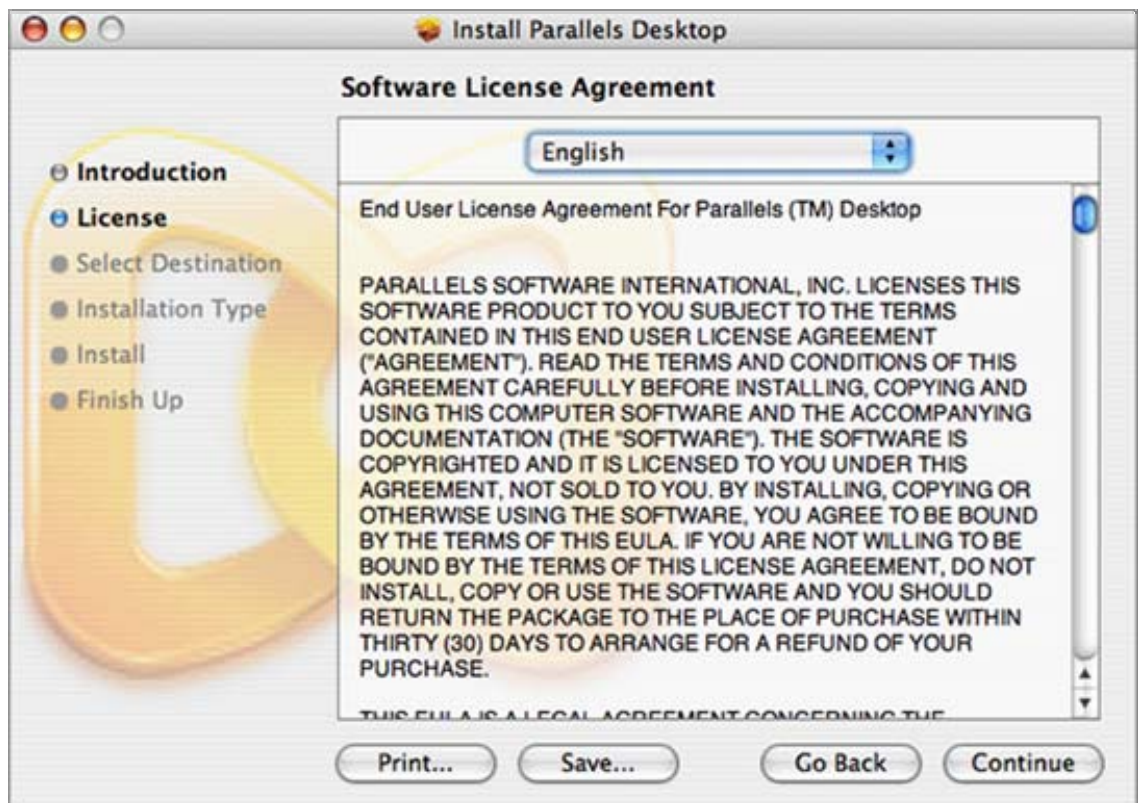 Install Parallels Desktop
Software License Agreement
Introduction
License
Select Destination
Installation Type
Install
Finish Up
English
End User License Agreement For Parallels (TM) Desktop
PARALLELS SOFTWARE INTERNATIONAL, INC. LICENSES THIS
SOFTWARE PRODUCT TO YOU SUBJECT TO THE TERMS
CONTAINED IN THIS END USER LICENSE AGREEMENT
("AGREEMENT"). READ THE TERMS AND CONDITIONS OF THIS
AGREEMENT CAREFULLY BEFORE INSTALLING, COPYING AND
USING THIS COMPUTER SOFTWARE AND THE ACCOMPANYING
DOCUMENTATION (THE "SOFTWARE"). THE SOFTWARE IS
COPYRIGHTED AND IT IS LICENSED TO YOU UNDER THIS
AGREEMENT, NOT SOLD TO YOU. BY INSTALLING, COPYING OR
OTHERWISE USING THE SOFTWARE, YOU AGREE TO BE BOUND
BY THE TERMS OF THIS EULA. IF YOU ARE NOT WILLING TO BE
BOUND BY THE TERMS OF THIS LICENSE AGREEMENT, DO NOT
INSTALL, COPY OR USE THE SOFTWARE AND YOU SHOULD
RETURN THE PACKAGE TO THE PLACE OF PURCHASE WITHIN
THIRTY (30) DAYS TO ARRANGE FOR A REFUND OF YOUR
PURCHASE.
THIS EULA IS A LEGAL AGREEMENT CONCERNING THE
Print...
Save...
Go Back
Continue